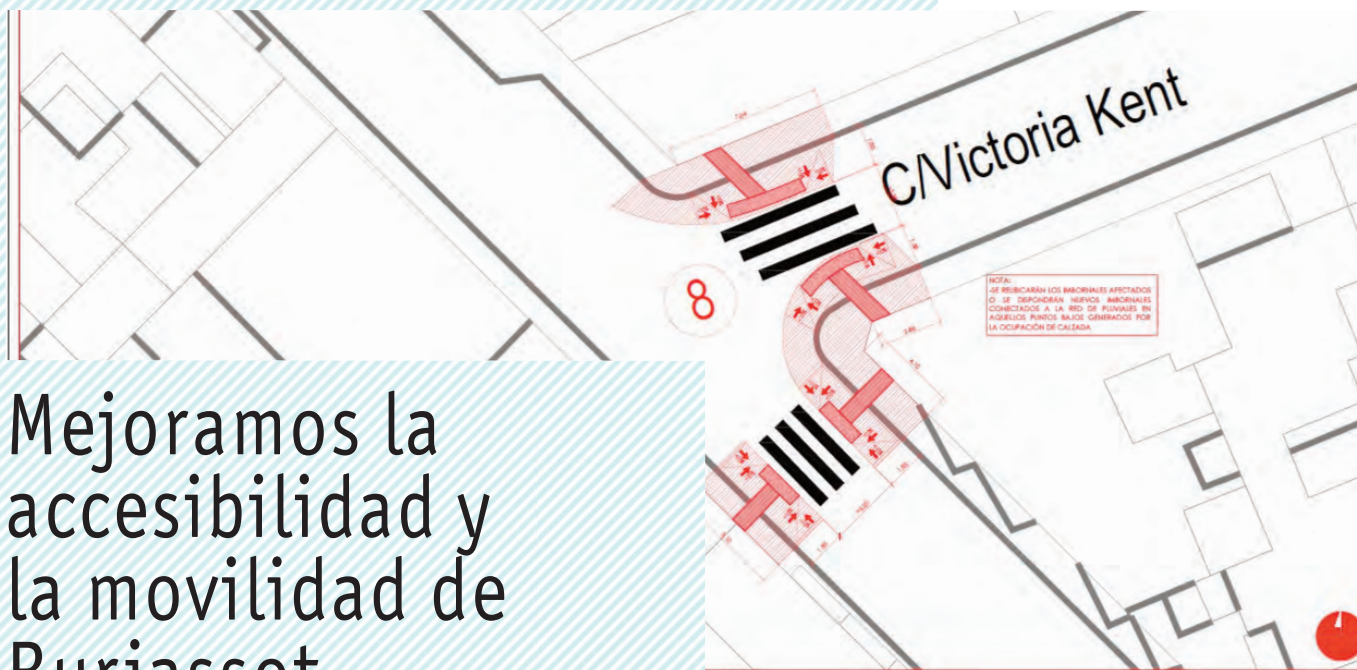 C/Victoria Kent
8
NOTA:
-SE REUBICARÁN LOS IMBORNALES AFECTADOS
O SE DISPONDRÁN NUEVOS IMBORNALES
CONECTADOS A LA RED DE PLUVIALES EN
AQUELLOS PUNTOS BAJOS GENERADOS POR
LA OCUPACIÓN DE CALZADA
Mejoramos la
accesibilidad y
la movilidad de
Burjassot